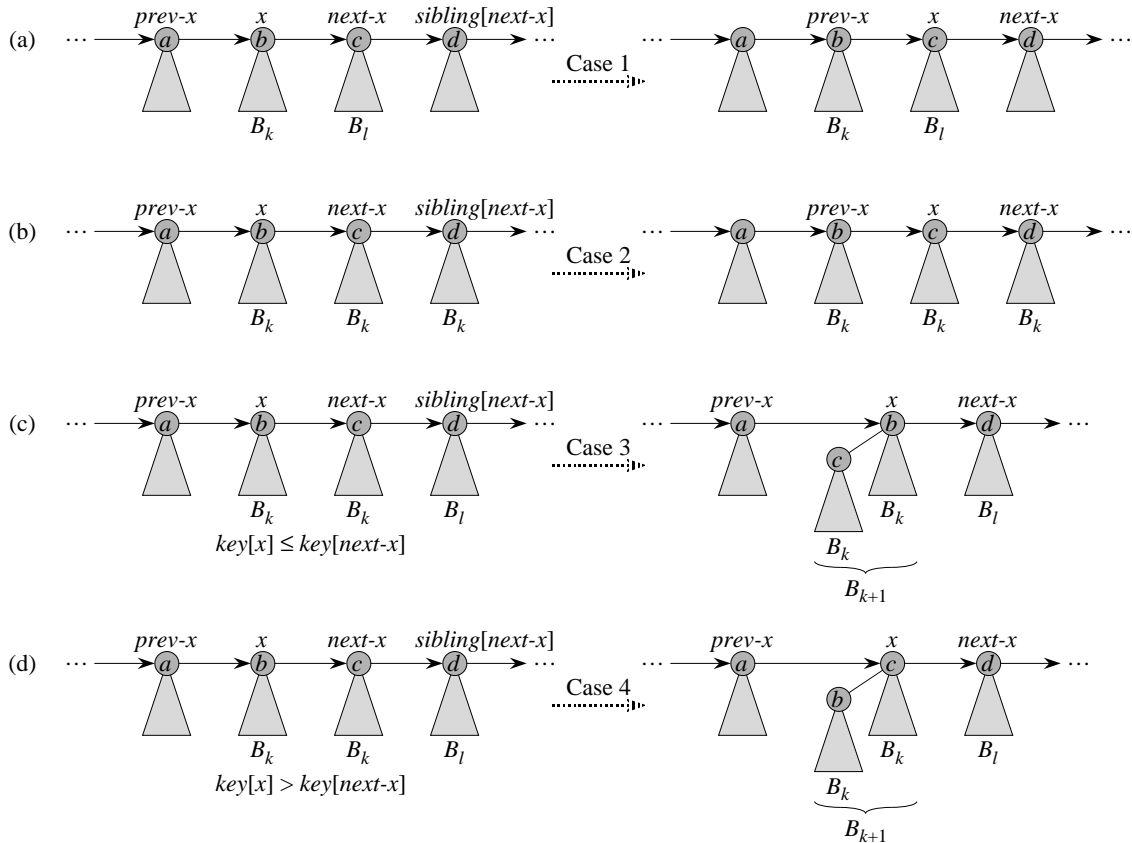 prev-x x next-x sibling[next-x] prev-x x next-x
(a) ... a b c d ... Case 1 ... a b c d ...
B_k B_l B_k B_l
prev-x x next-x sibling[next-x] prev-x x next-x
(b) ... a b c d ... Case 2 ... a b c d ...
B_k B_k B_k B_k B_k B_k
prev-x x next-x sibling[next-x] prev-x x next-x
(c) ... a b c d ... Case 3 ... a b d ...
c
B_k B_k B_l B_k B_l
key[x] ≤ key[next-x] B_k
B_{k+1}
prev-x x next-x sibling[next-x] prev-x x next-x
(d) ... a b c d ... Case 4 ... a c d ...
b
B_k B_k B_l B_k B_l
key[x] > key[next-x] B_k
B_{k+1}